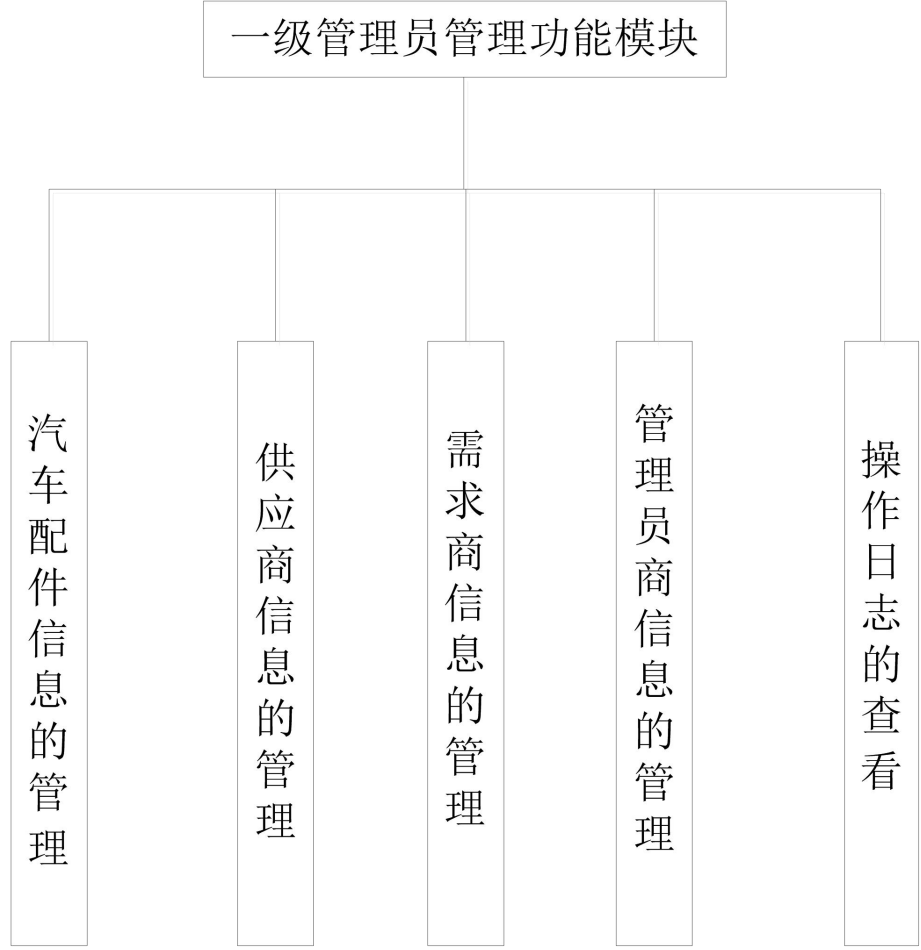 一级管理员管理功能模块
汽车配件信息的管理
供应商信息的管理
需求商信息的管理
管理员商信息的管理
操作日志的查看